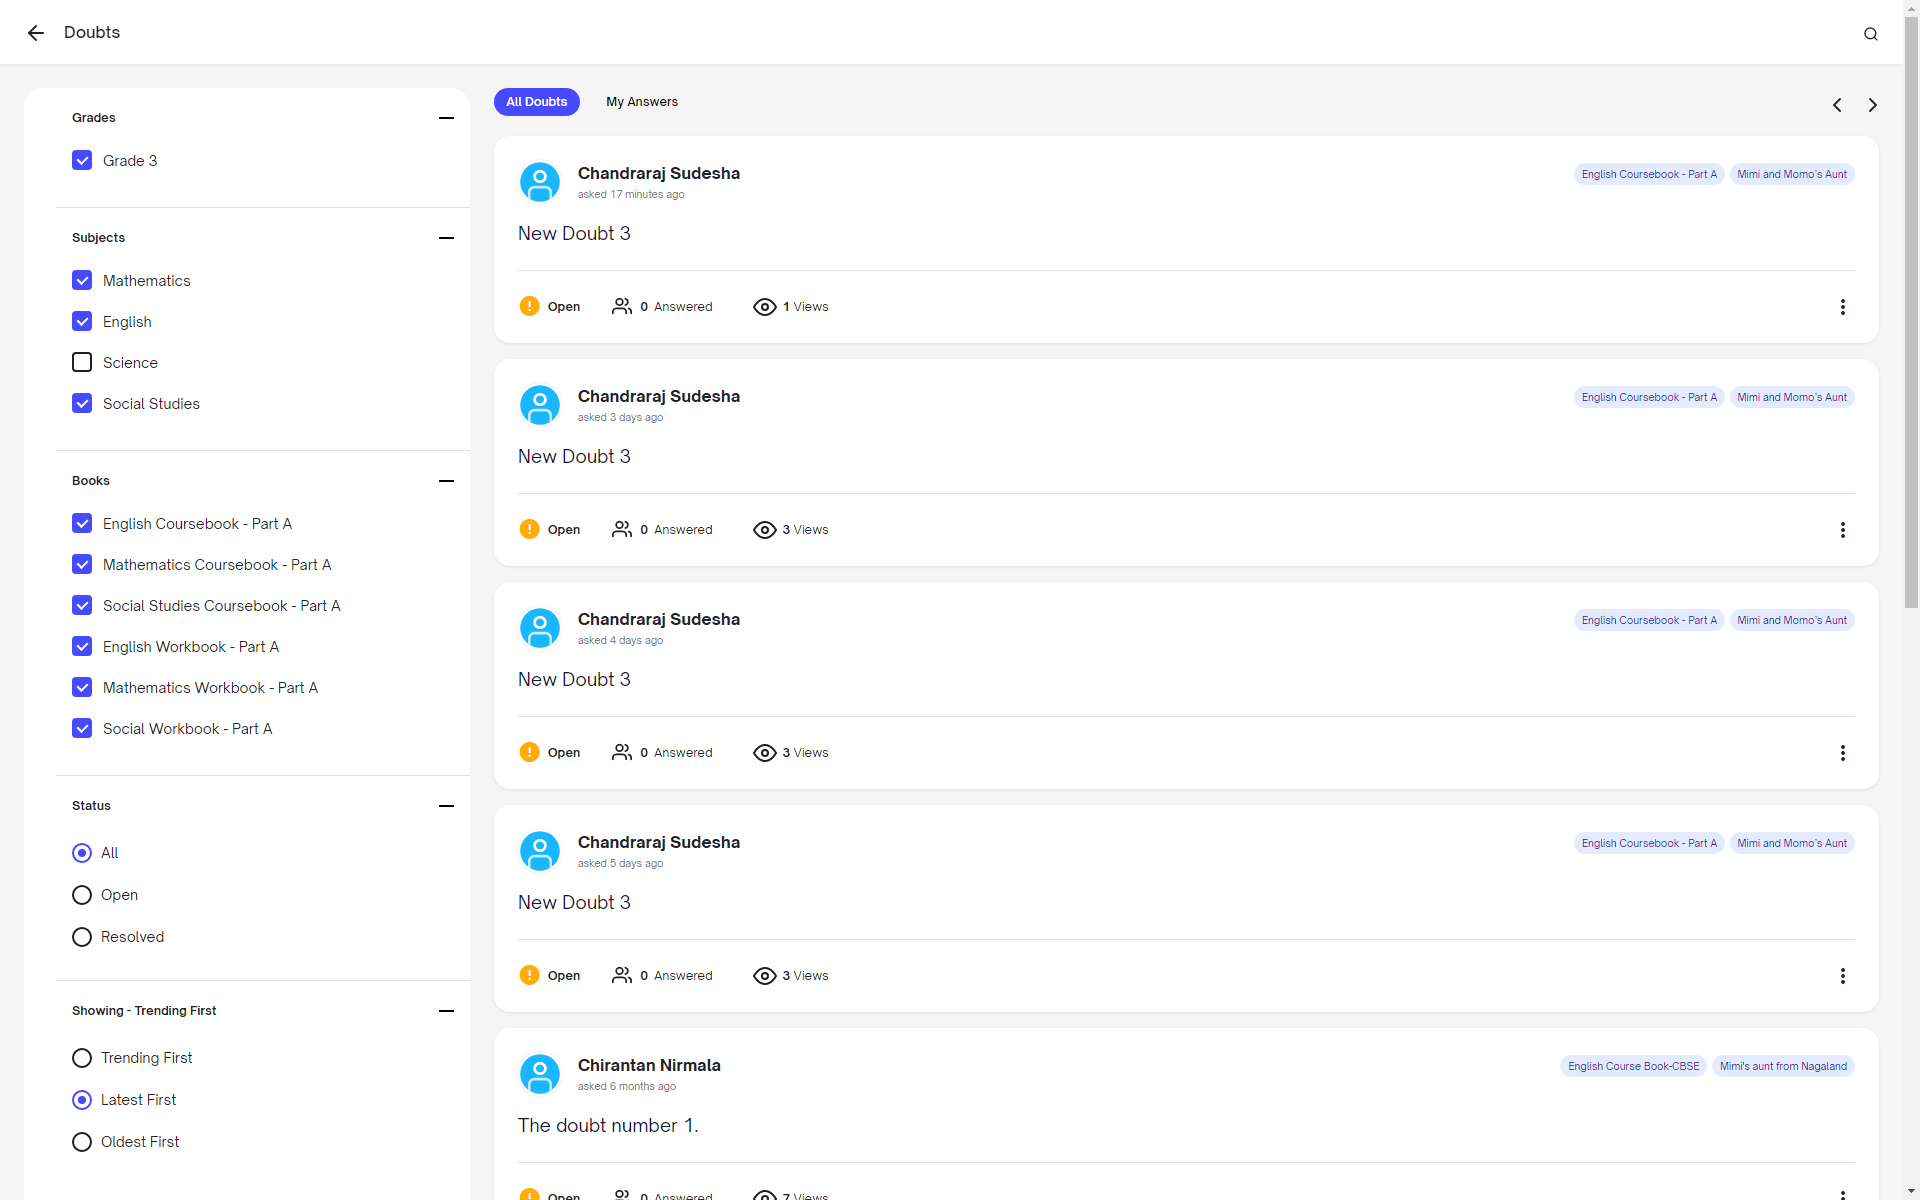 Doubts
Grades
Grade 3
Subjects
Mathematics
English
Science
Social Studies
Books
English Coursebook - Part A
Mathematics Coursebook - Part A
Social Studies Coursebook - Part A
English Workbook - Part A
Mathematics Workbook - Part A
Social Workbook - Part A
Status
All
Open
Resolved
Showing - Trending First
Trending First
Latest First
Oldest First
All Doubts My Answers
Chandraraj Sudesha
asked 17 minutes ago
English Coursebook - Part A Mimi and Momo's Aunt
New Doubt 3
Open 0 Answered 1 Views
Chandraraj Sudesha
asked 3 days ago
English Coursebook - Part A Mimi and Momo's Aunt
New Doubt 3
Open 0 Answered 3 Views
Chandraraj Sudesha
asked 4 days ago
English Coursebook - Part A Mimi and Momo's Aunt
New Doubt 3
Open 0 Answered 3 Views
Chandraraj Sudesha
asked 5 days ago
English Coursebook - Part A Mimi and Momo's Aunt
New Doubt 3
Open 0 Answered 3 Views
Chirantan Nirmala
asked 6 months ago
English Course Book-CBSE Mimi's aunt from Nagaland
The doubt number 1.
Open 0 Answered 7 Views